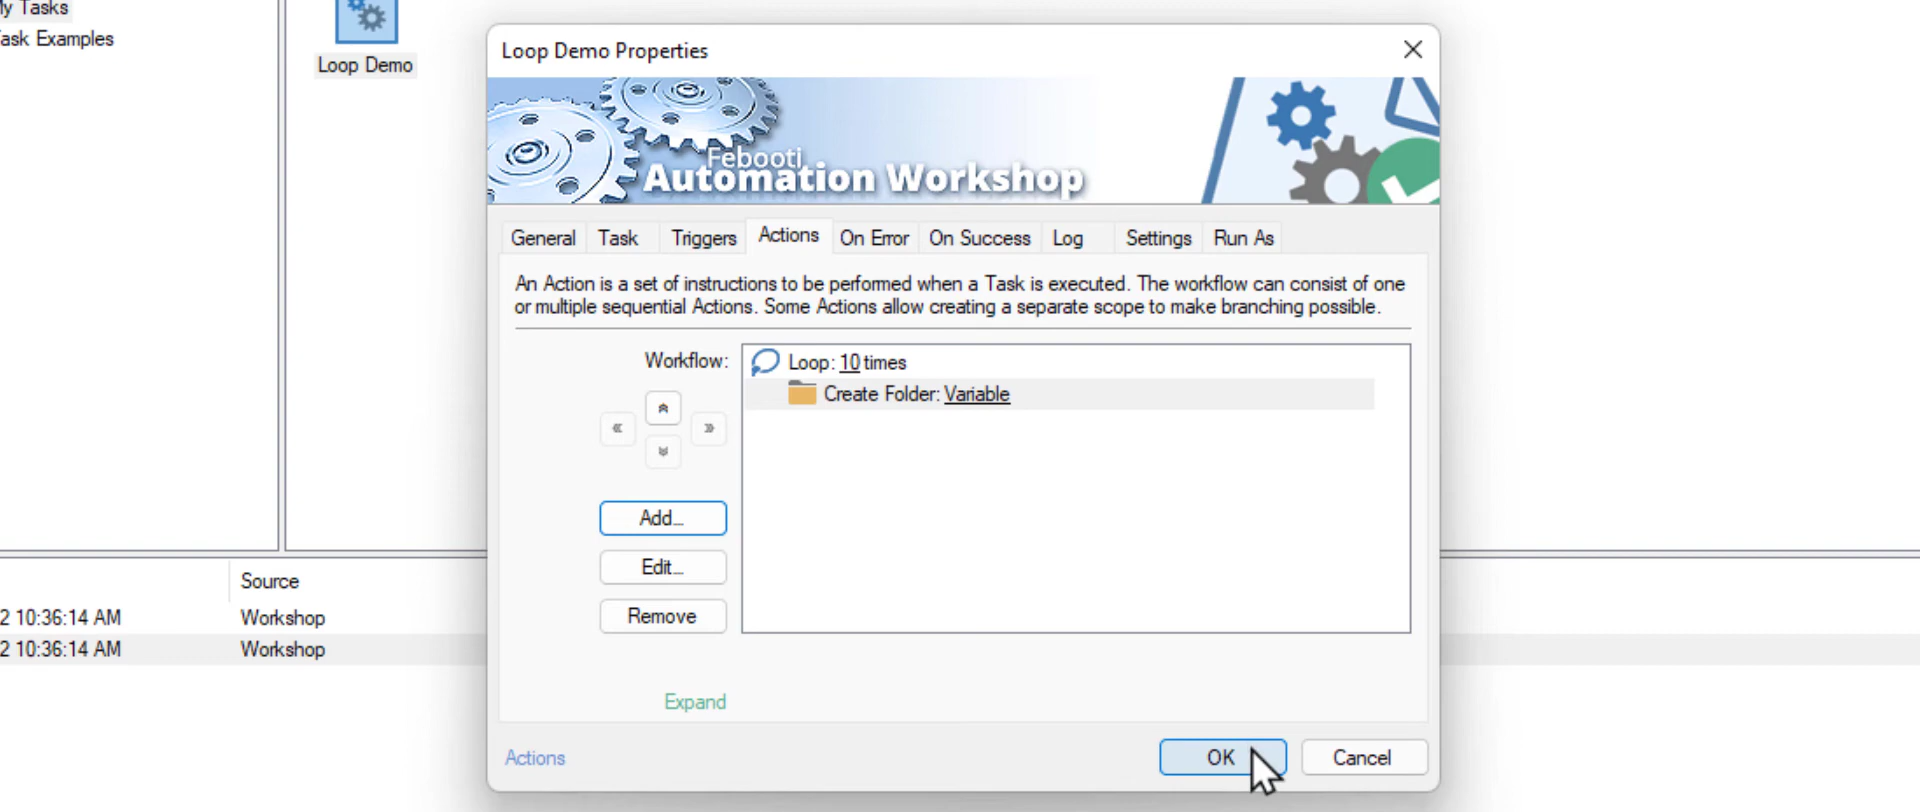 My Tasks
Task Examples
Loop Demo
Loop Demo Properties
Febooti
Automation Workshop
General Task Triggers Actions On Error On Success Log Settings Run As
An Action is a set of instructions to be performed when a Task is executed. The workflow can consist of one
or multiple sequential Actions. Some Actions allow creating a separate scope to make branching possible.
Workflow:
Loop: 10 times
Create Folder: Variable
Add...
Edit...
Remove
Expand
Actions
OK
Cancel
Source
2 10:36:14 AM Workshop
2 10:36:14 AM Workshop